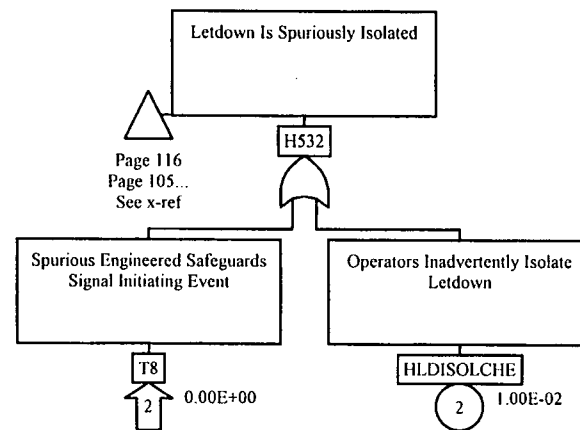 Letdown Is Spuriously Isolated
H532
Page 116
Page 105...
See x-ref
Spurious Engineered Safeguards
Signal Initiating Event
Operators Inadvertently Isolate
Letdown
T8
HLDISOLCHE
2
0.00E+00
2
1.00E-02